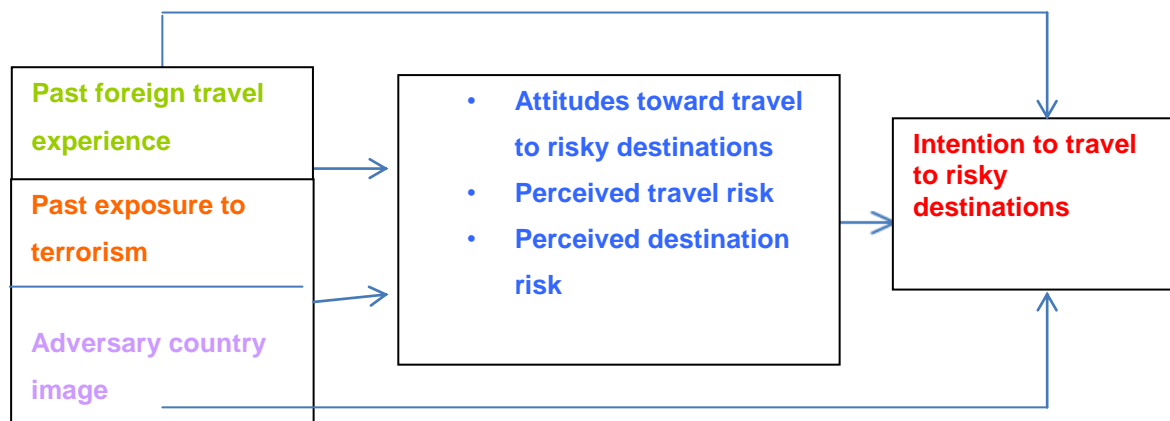 Past foreign travel
experience
Past exposure to
terrorism
Adversary country
image
• Attitudes toward travel
to risky destinations
• Perceived travel risk
• Perceived destination
risk
Intention to travel
to risky
destinations